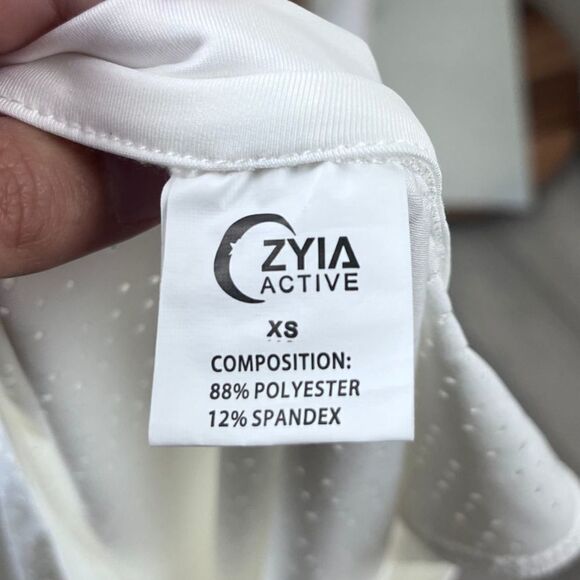 ZYIA
ACTIVE
XS
COMPOSITION:
88% POLYESTER
12% SPANDEX